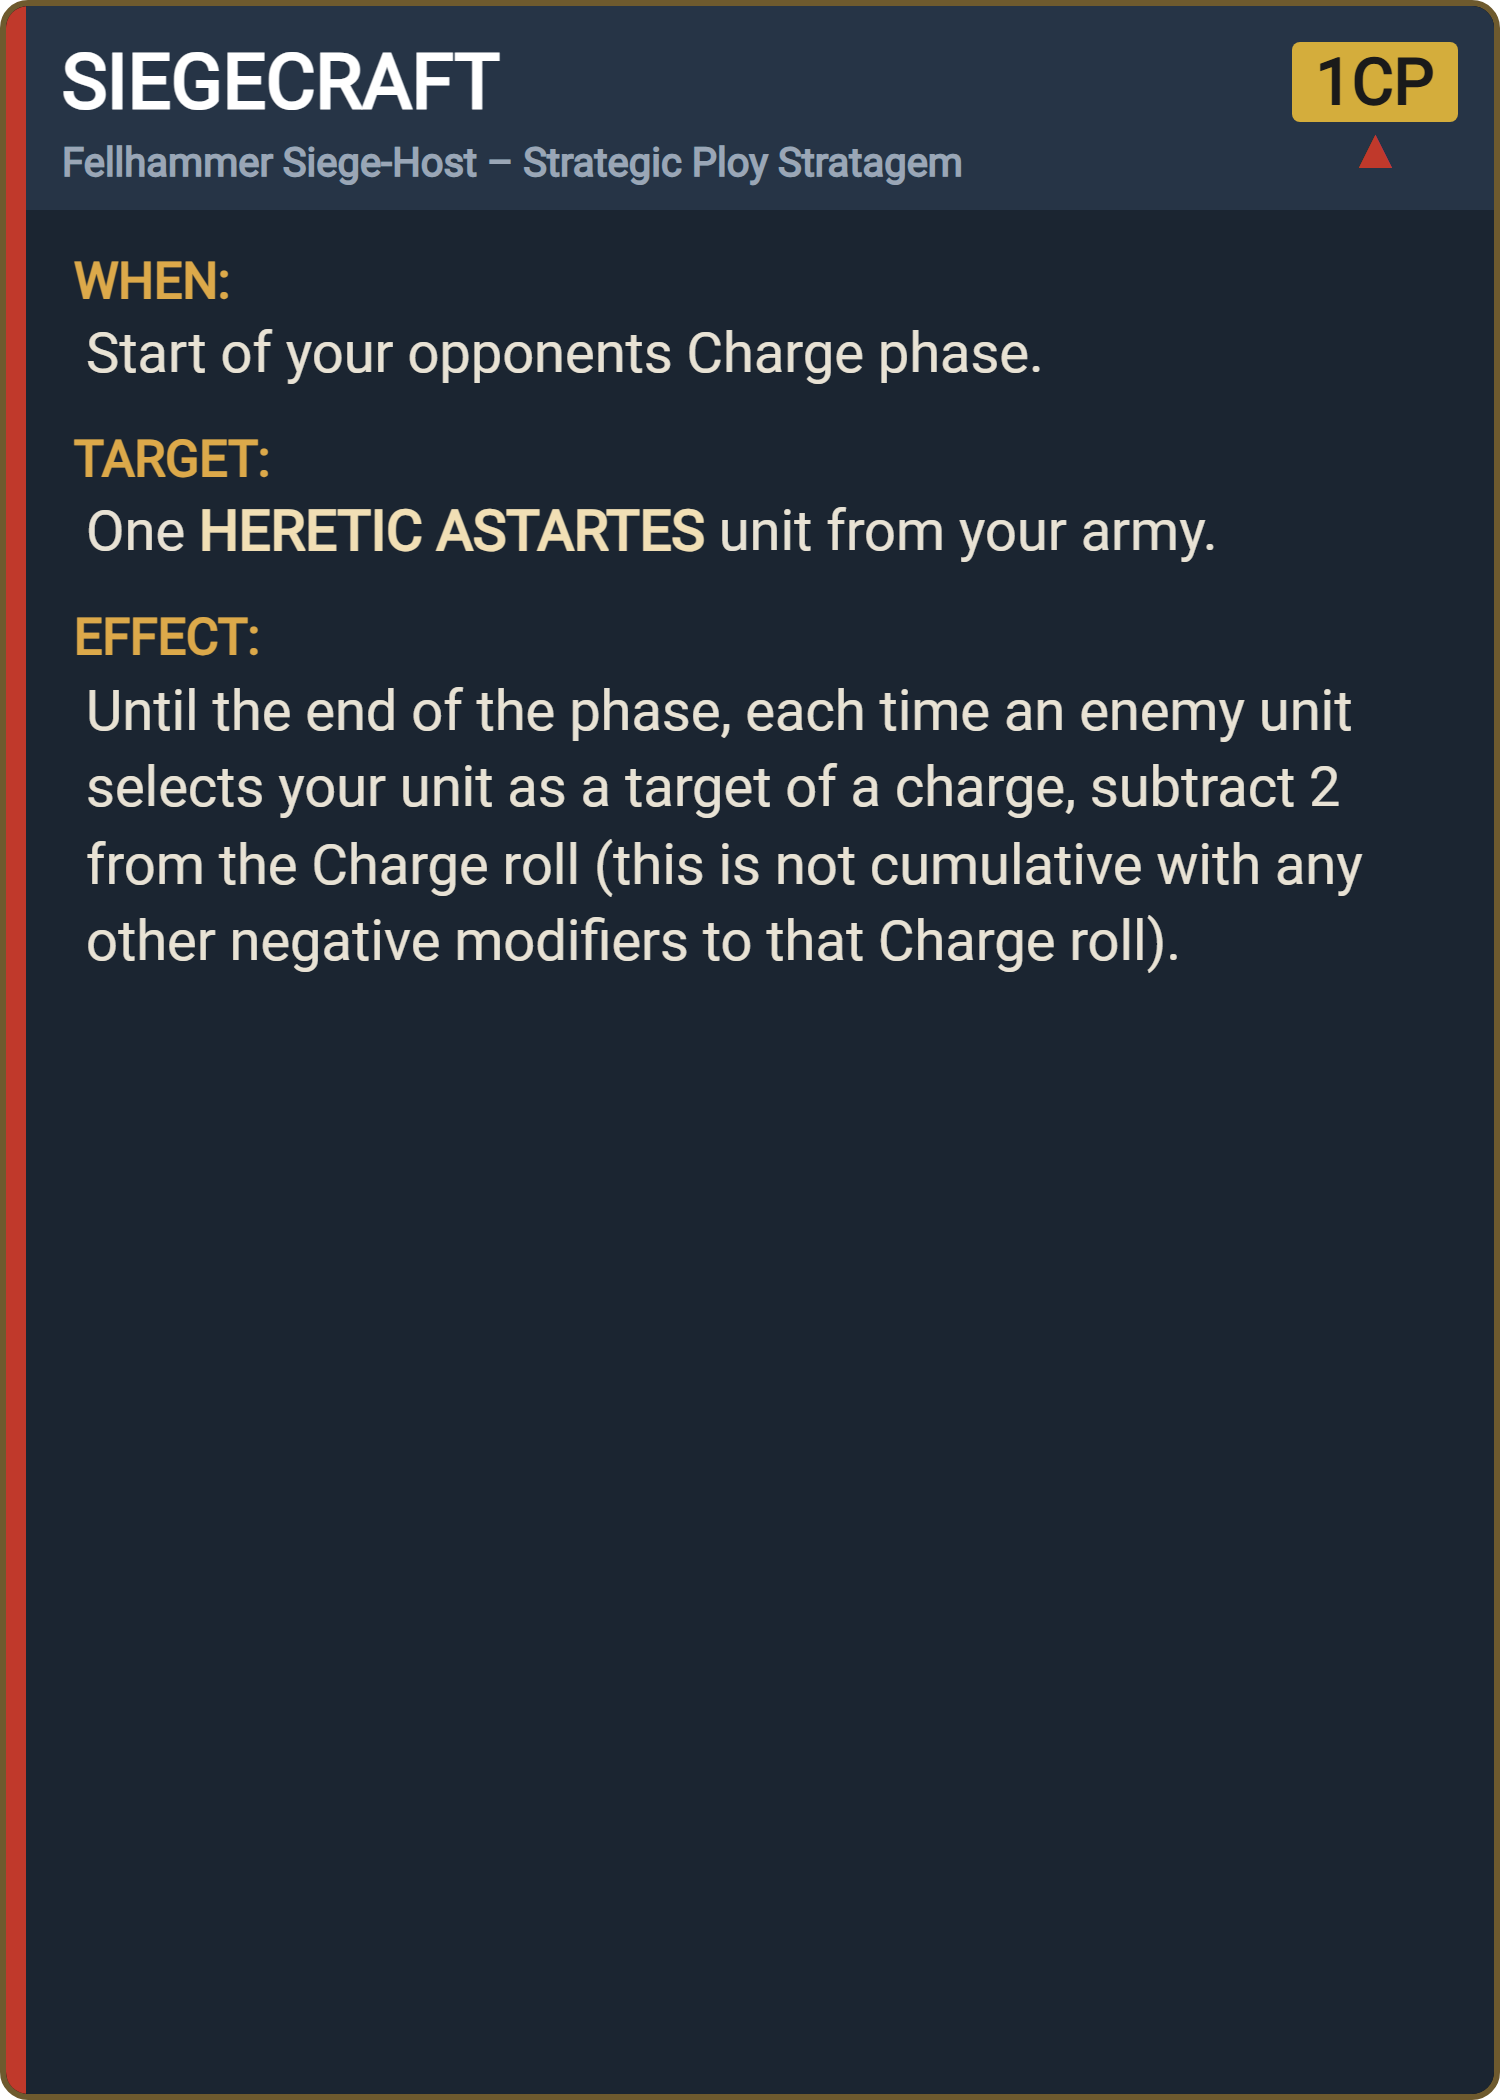 SIEGECRAFT
1CP
Fellhammer Siege-Host – Strategic Ploy Stratagem
WHEN:
Start of your opponents Charge phase.
TARGET:
One HERETIC ASTARTES unit from your army.
EFFECT:
Until the end of the phase, each time an enemy unit
selects your unit as a target of a charge, subtract 2
from the Charge roll (this is not cumulative with any
other negative modifiers to that Charge roll).